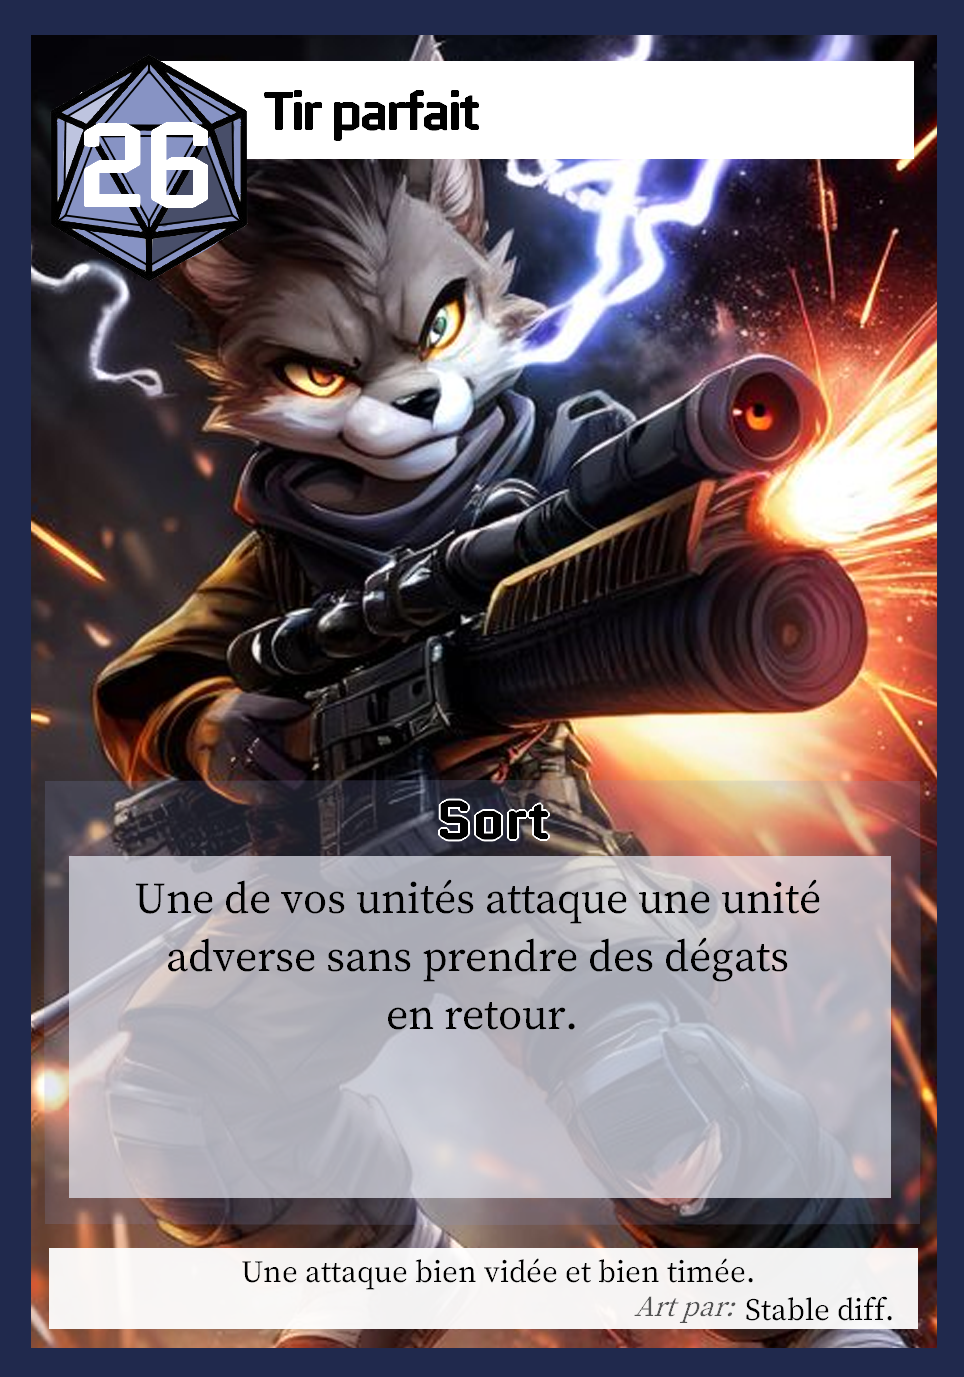 26
Tir parfait
Sort
Une de vos unités attaque une unité
adverse sans prendre des dégats
en retour.
Une attaque bien vidée et bien timée.
Art par: Stable diff.